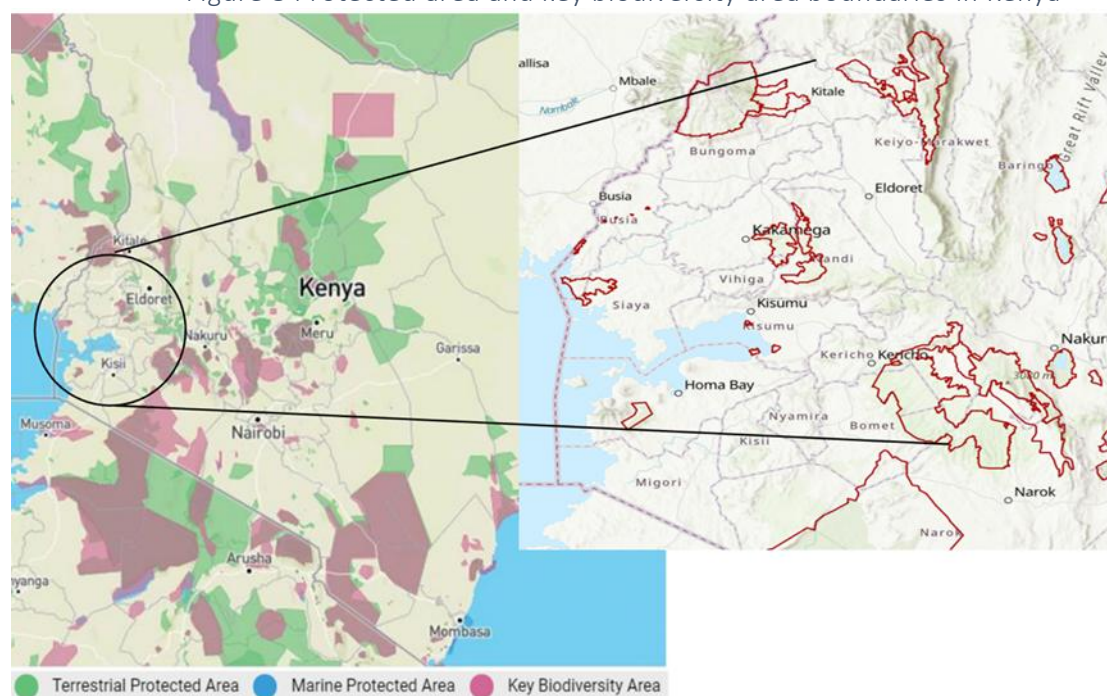 Figure 3 Protected area and key biodiversity area boundaries in Kenya
Kitale
Eldoret
Kenya
Meru
Nakuru
Garissa
Kisii
Musoma
Nairobi
Arusha
nyanga
Mombasa
allisa
Mbale
Kitale
Bungoma
Keiyo-Marakwet
Great Rift Valley
Baringo
Eldoret
Busia
Busia
Kakamega
Nandi
Vihiga
Siaya
Kisumu
Kisumu
Nakuru
Kericho
Kericho
3080 m
Homa Bay
Nyamira
Bomet
Kisii
Migori
Narok
Narok
Terrestrial Protected Area
Marine Protected Area
Key Biodiversity Area